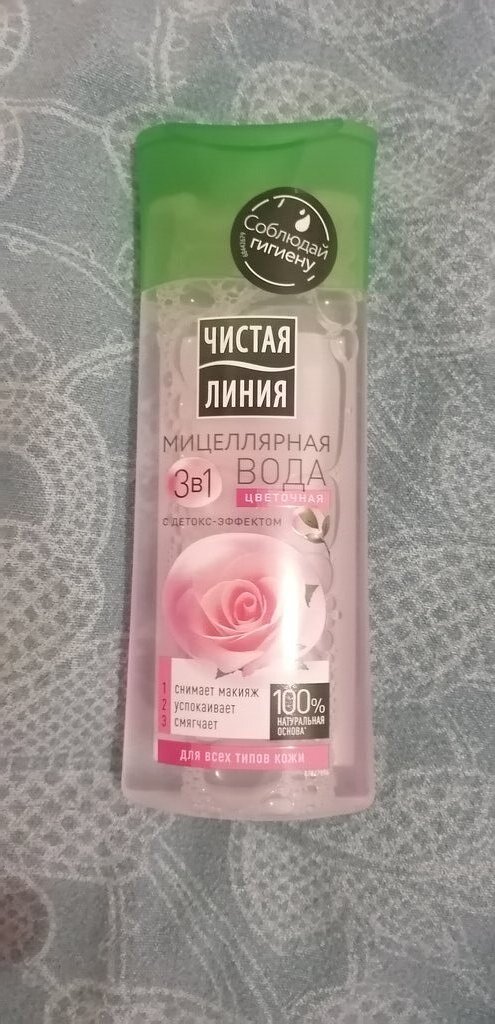 Соблюдай
гигиену
68443679
ЧИСТАЯ
ЛИНИЯ
МИЦЕЛЛЯРНАЯ
3в1 ВОДА
ЦВЕТОЧНАЯ
С ДЕТОКС-ЭФФЕКТОМ
1 снимает макияж
2 успокаивает
3 смягчает
100%
НАТУРАЛЬНАЯ
ОСНОВА*
для всех типов кожи